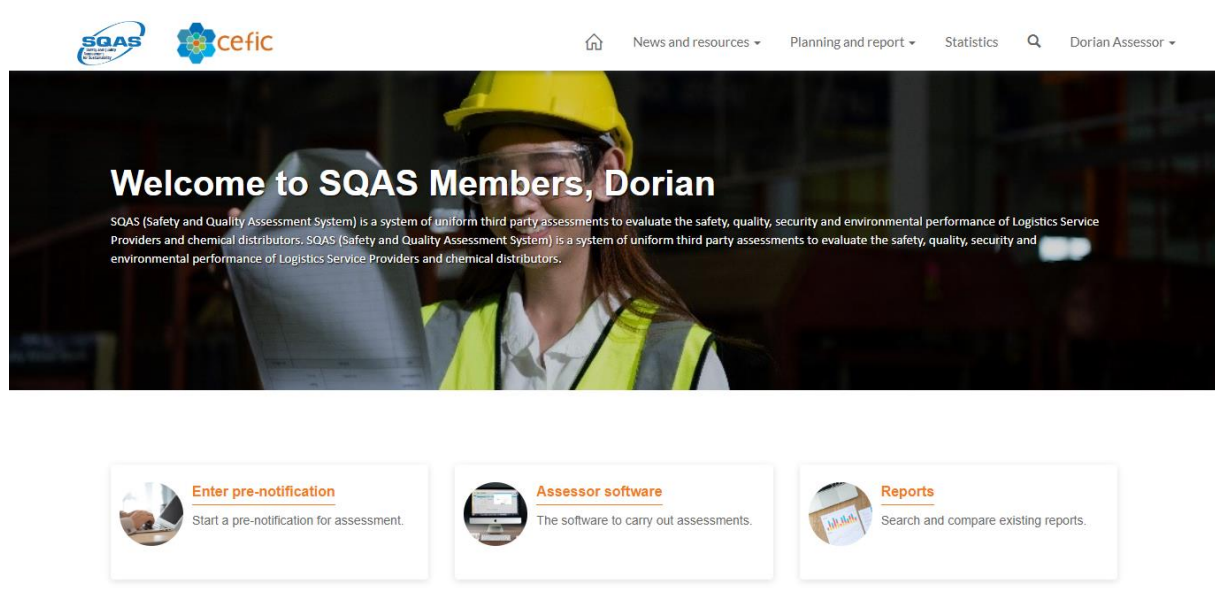 SQAS
cefic
News and resources
Planning and report
Statistics
Dorian Assessor
Welcome to SQAS Members, Dorian
SQAS (Safety and Quality Assessment System) is a system of uniform third party assessments to evaluate the safety, quality, security and environmental performance of Logistics Service
Providers and chemical distributors. SQAS (Safety and Quality Assessment System) is a system of uniform third party assessments to evaluate the safety, quality, security and
environmental performance of Logistics Service Providers and chemical distributors.
Enter pre-notification
Start a pre-notification for assessment.
Assessor software
The software to carry out assessments.
Reports
Search and compare existing reports.